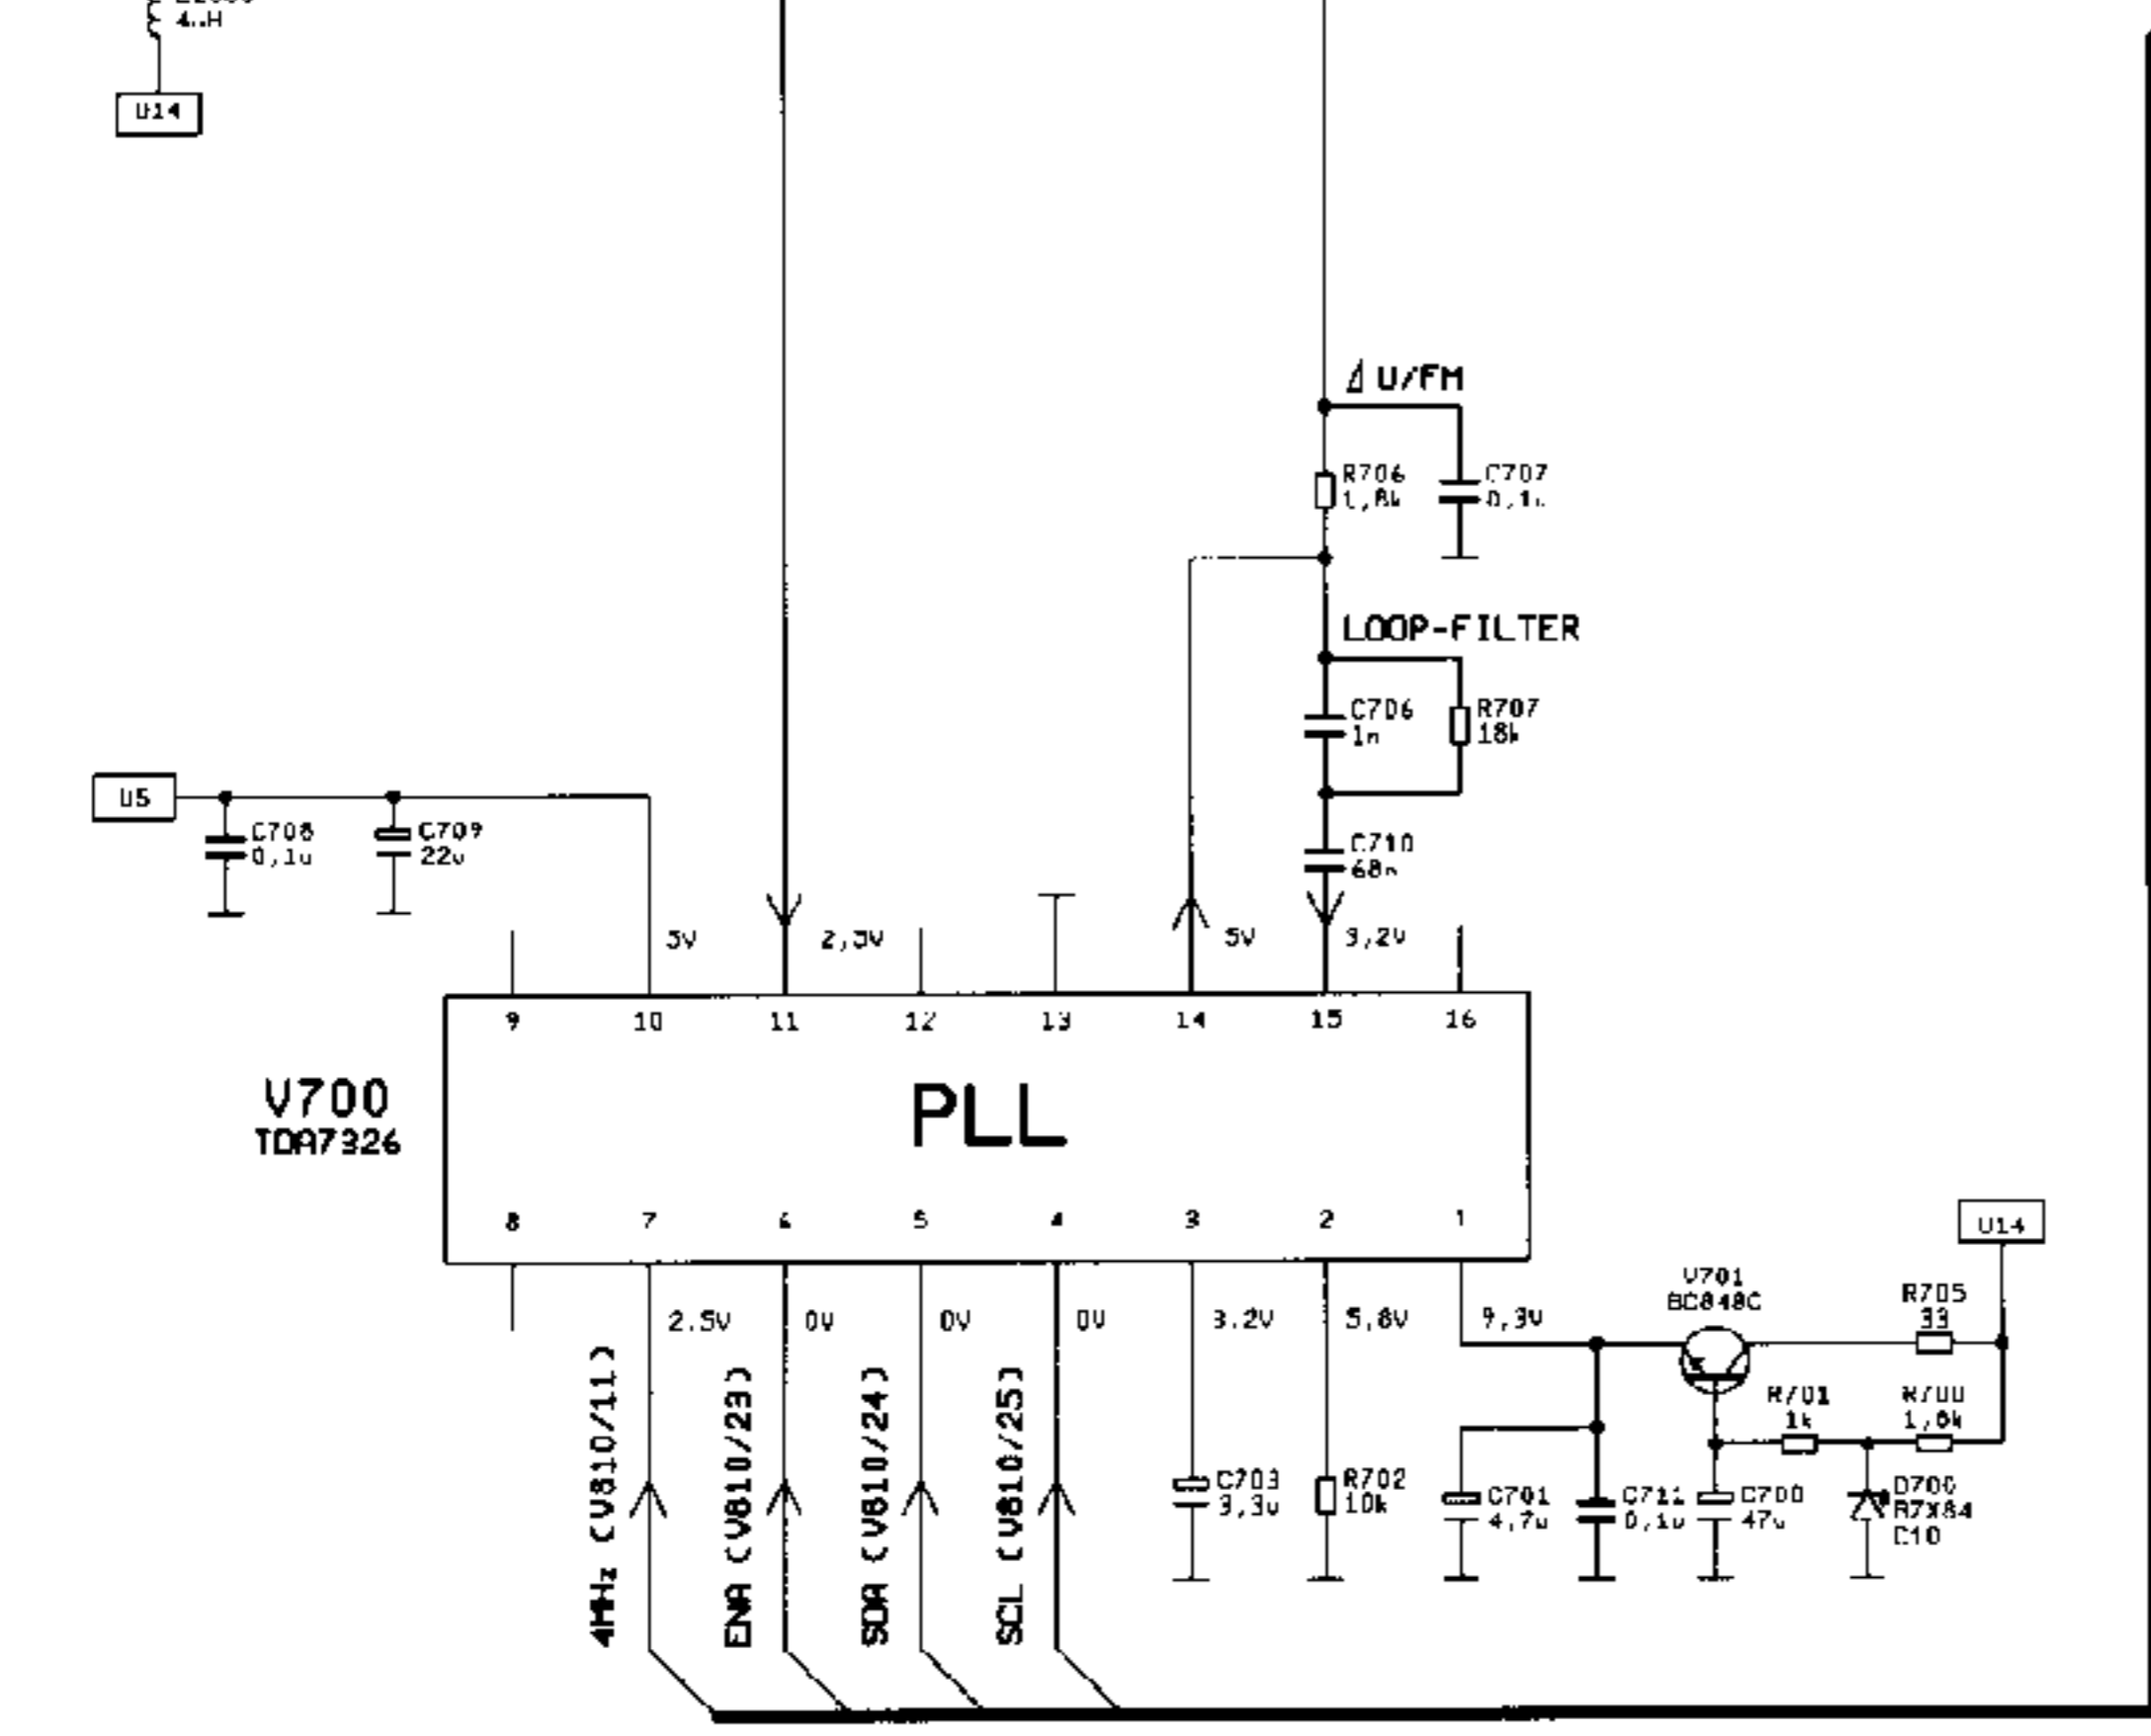 U14
Δ U/FM
R706
1,8k
C707
LOOP-FILTER
C706
1n
R707
18k
U5
C708
0,1u
C709
22u
C710
68n
5V
2,5V
5V
3,2V
9
10
11
12
13
14
15
16
V700
TDA7326
PLL
8
7
6
5
4
3
2
1
2.5V
0V
0V
0V
3.2V
5,8V
9,3V
4MHz (V810/11)
ENA (V810/23)
SDA (V810/24)
SCL (V810/25)
C703
3,3u
R702
10k
U14
V701
BC848C
R705
33
R701
1k
R700
C701
4,7u
C711
0,1u
C700
47u
D700
BZX84
C10